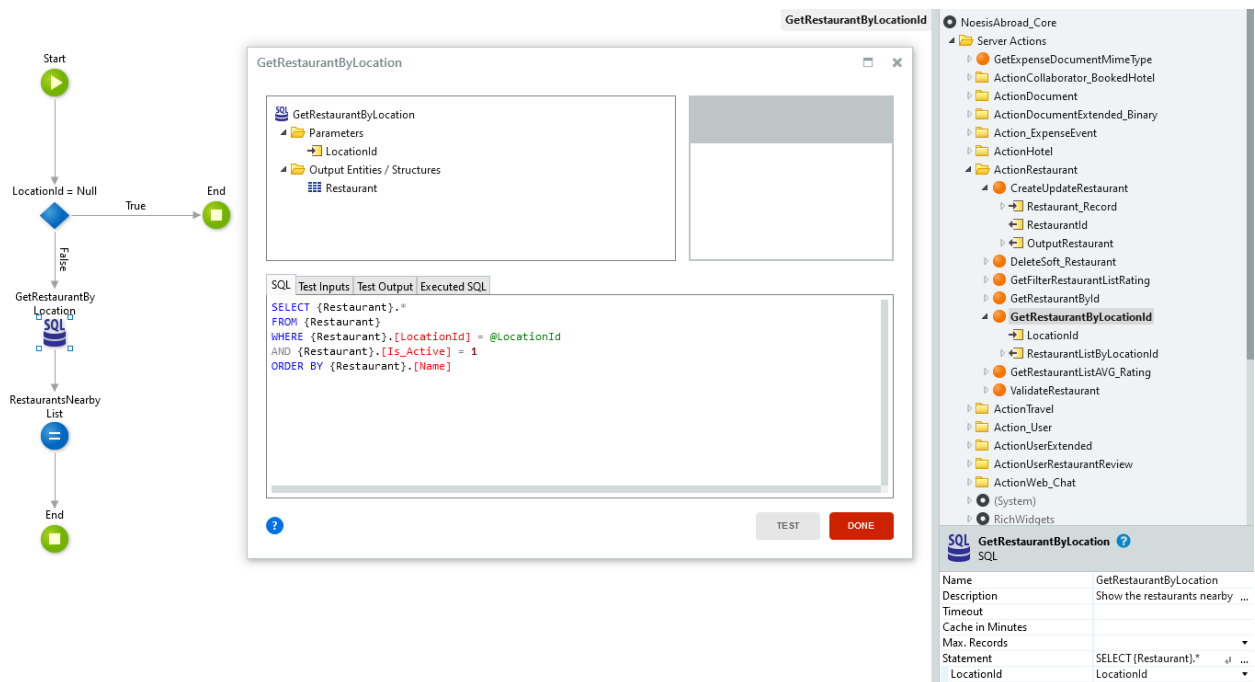 GetRestaurantByLocationId
Start
LocationId = Null
True
End
False
GetRestaurantBy
Location
SQL
RestaurantsNearby
List
End
GetRestaurantByLocation
SQL GetRestaurantByLocation
Parameters
LocationId
Output Entities / Structures
Restaurant
SQL Test Inputs Test Output Executed SQL
SELECT {Restaurant}.*
FROM {Restaurant}
WHERE {Restaurant}.[LocationId] = @LocationId
AND {Restaurant}.[Is_Active] = 1
ORDER BY {Restaurant}.[Name]
?
TEST
DONE
NoesisAbroad_Core
Server Actions
GetExpenseDocumentMimeType
ActionCollaborator_BookedHotel
ActionDocument
ActionDocumentExtended_Binary
Action_ExpenseEvent
ActionHotel
ActionRestaurant
CreateUpdateRestaurant
Restaurant_Record
RestaurantId
OutputRestaurant
DeleteSoft_Restaurant
GetFilterRestaurantListRating
GetRestaurantById
GetRestaurantByLocationId
LocationId
RestaurantListByLocationId
GetRestaurantListAVG_Rating
ValidateRestaurant
ActionTravel
Action_User
ActionUserExtended
ActionUserRestaurantReview
ActionWeb_Chat
(System)
RichWidgets
SQL GetRestaurantByLocation ?
SQL
Name GetRestaurantByLocation
Description Show the restaurants nearby ...
Timeout
Cache in Minutes
Max. Records
Statement SELECT {Restaurant}.* ...
LocationId LocationId